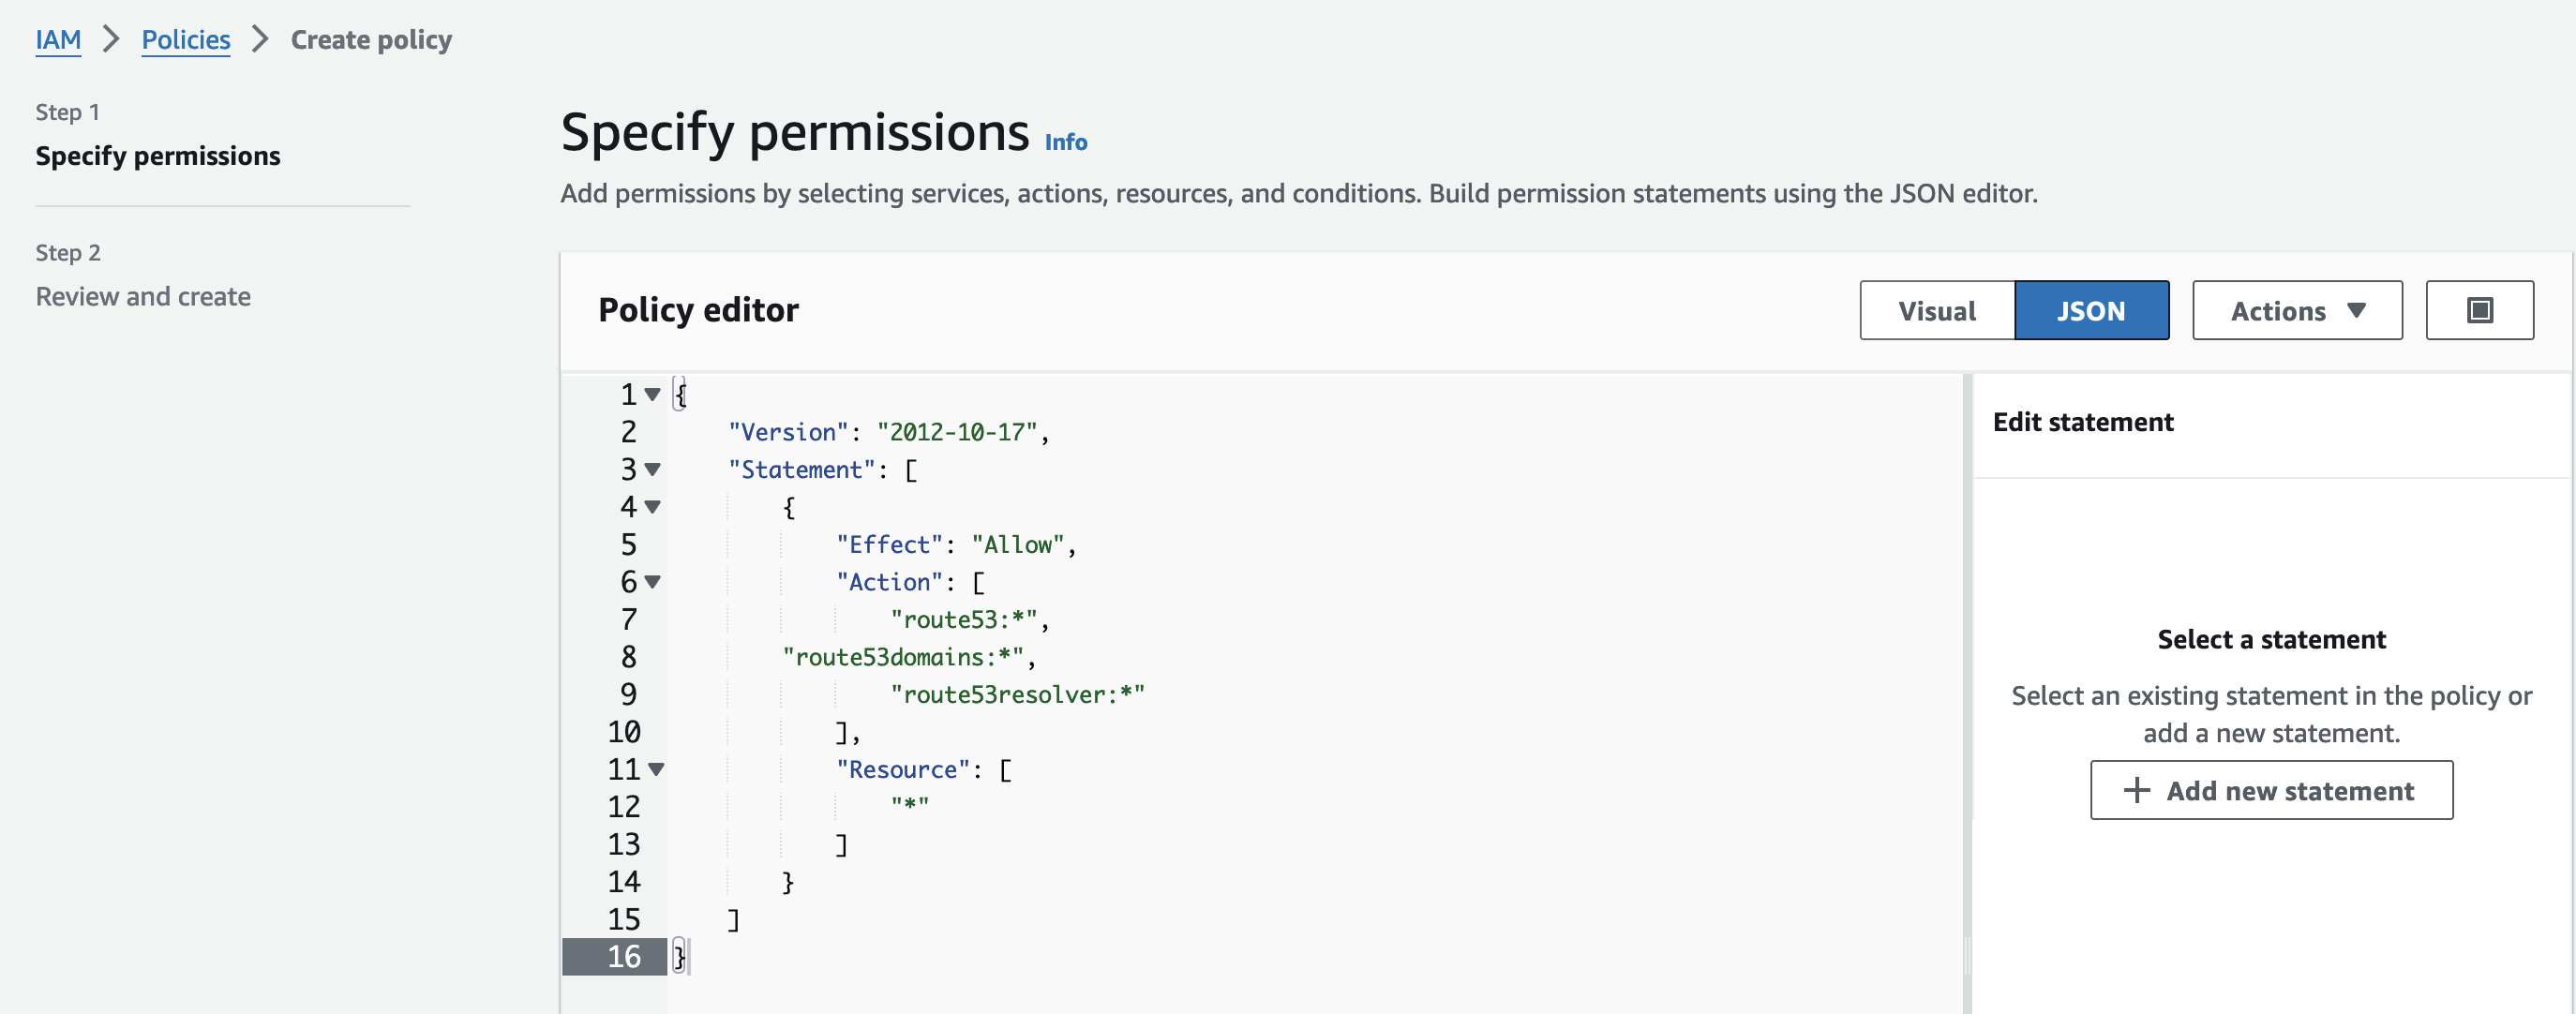 IAM > Policies > Create policy
Step 1
Specify permissions
Step 2
Review and create
Specify permissions Info
Add permissions by selecting services, actions, resources, and conditions. Build permission statements using the JSON editor.
Policy editor
Visual JSON Actions ▼
1 ▼ {
2     "Version": "2012-10-17",
3 ▼     "Statement": [
4 ▼         {
5             "Effect": "Allow",
6 ▼             "Action": [
7                 "route53:*",
8         "route53domains:*",
9                 "route53resolver:*"
10             ],
11 ▼             "Resource": [
12                 "*"
13             ]
14         }
15     ]
16 }
Edit statement
Select a statement
Select an existing statement in the policy or
add a new statement.
+ Add new statement